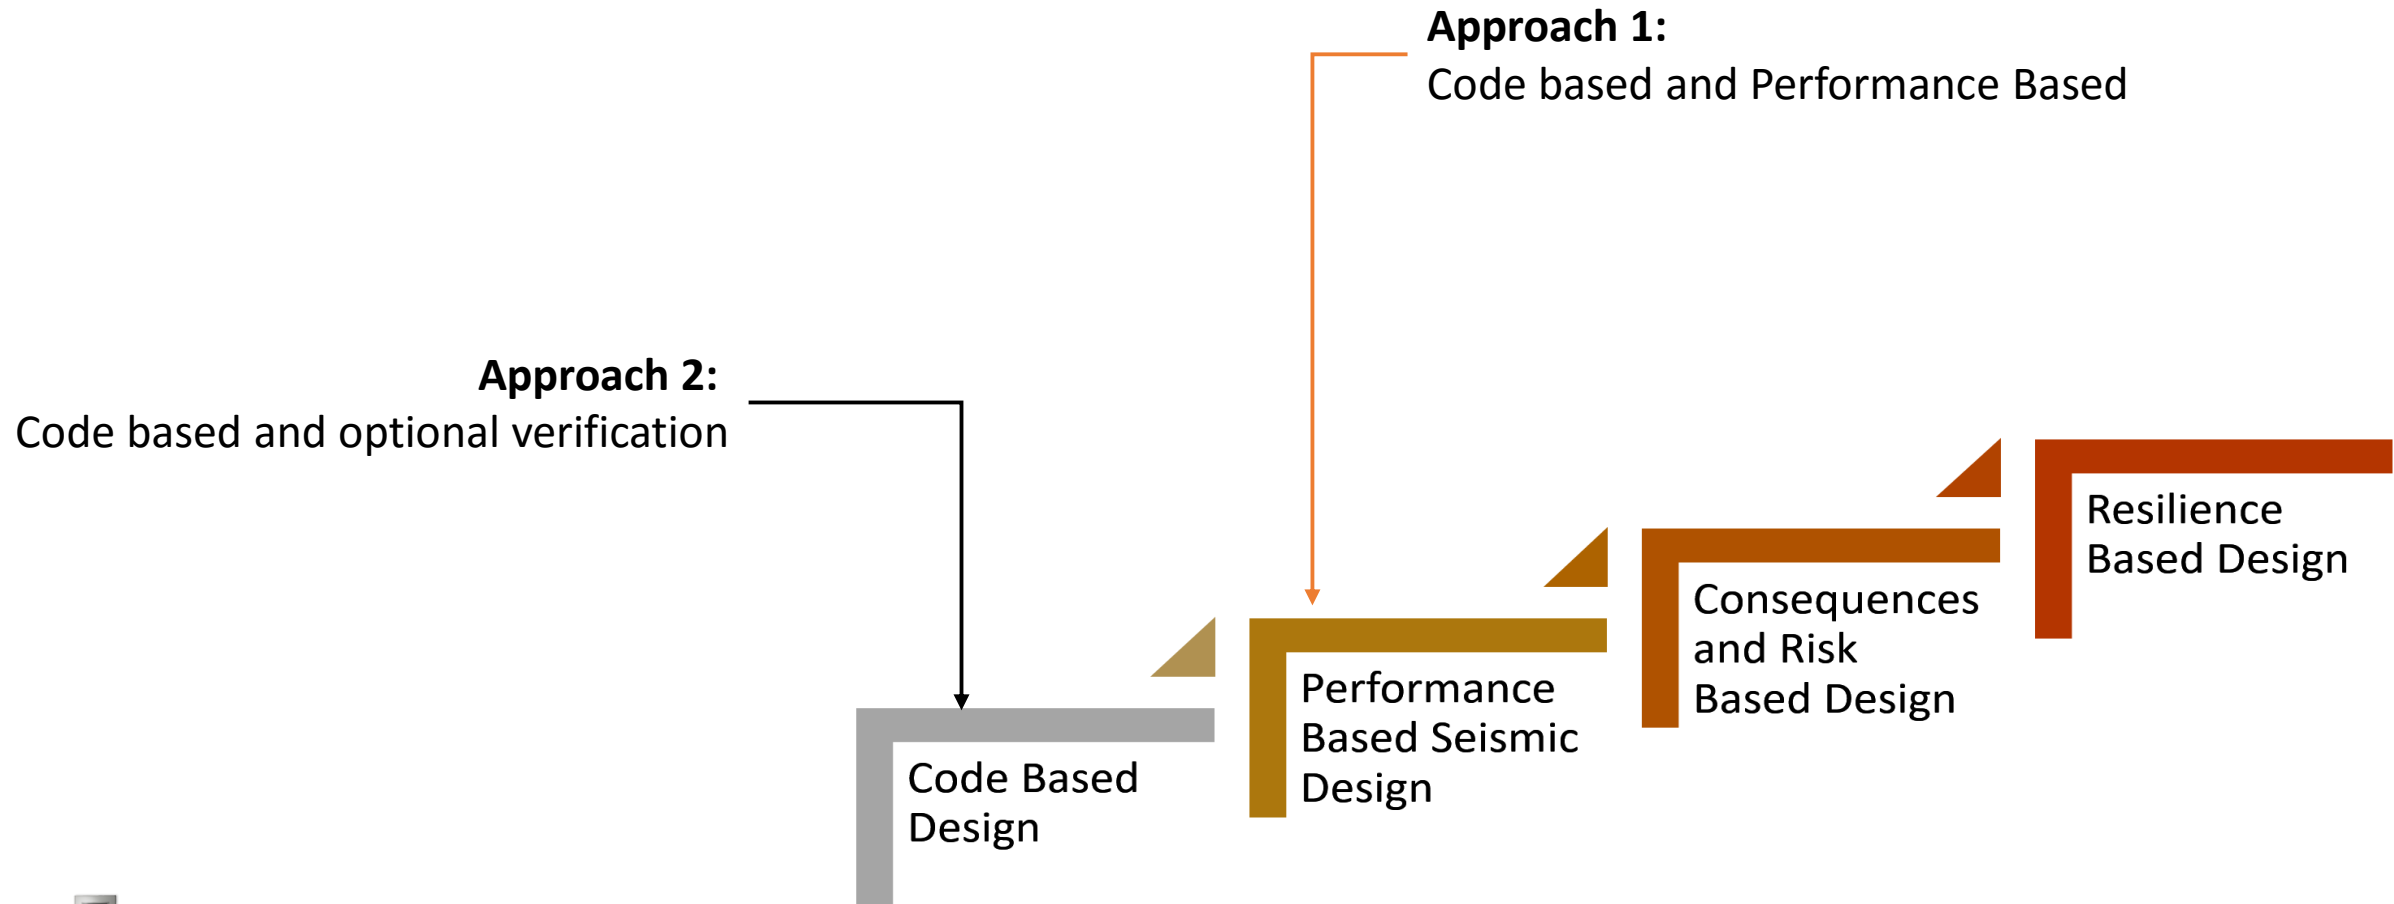 Approach 1:
Code based and Performance Based
Approach 2:
Code based and optional verification
Code Based
Design
Performance
Based Seismic
Design
Consequences
and Risk
Based Design
Resilience
Based Design